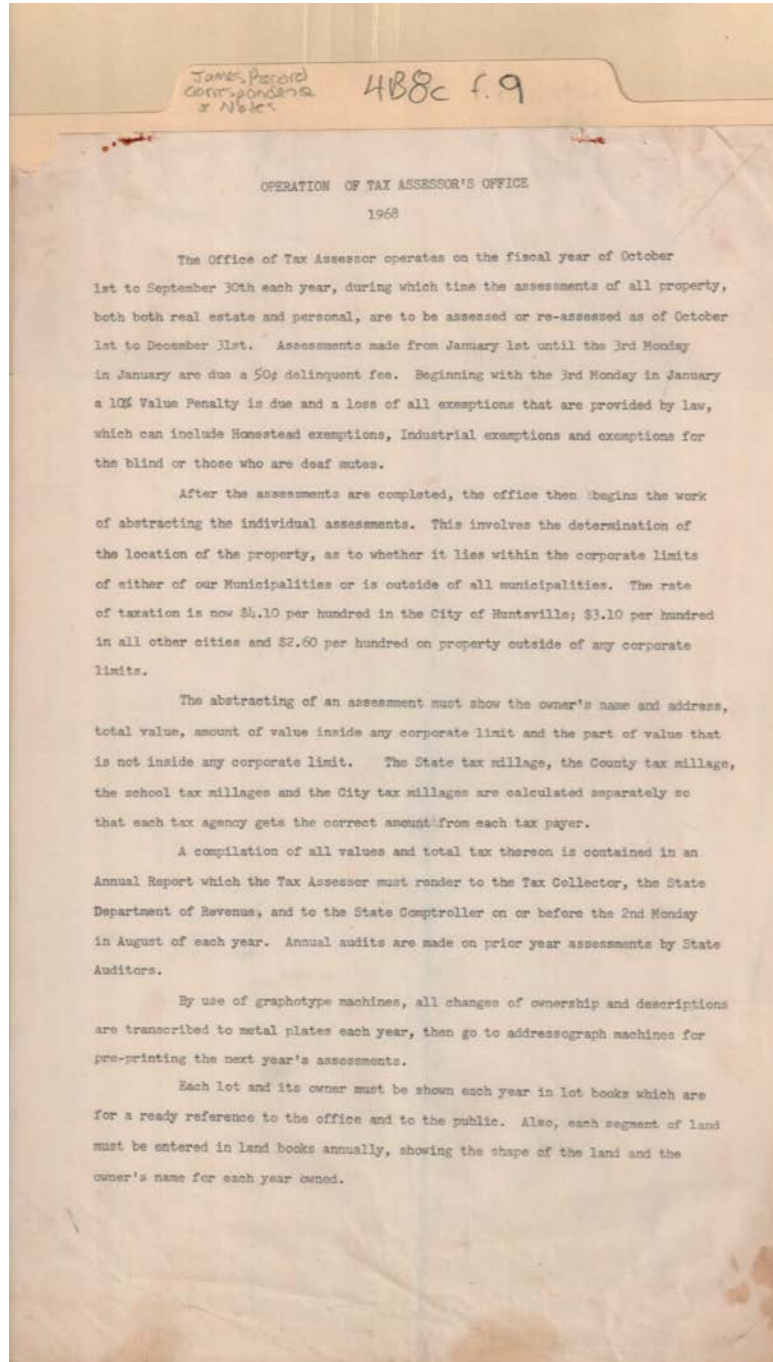 James Record
Correspondence
& Notes
4B8c f.9
OPERATION OF TAX ASSESSOR'S OFFICE
1968
The Office of Tax Assessor operates on the fiscal year of October
1st to September 30th each year, during which time the assessments of all property,
both both real estate and personal, are to be assessed or re-assessed as of October
1st to December 31st. Assessments made from January 1st until the 3rd Monday
in January are due a 50¢ delinquent fee. Beginning with the 3rd Monday in January
a 10% Value Penalty is due and a loss of all exemptions that are provided by law,
which can include Homestead exemptions, Industrial exemptions and exemptions for
the blind or those who are deaf mutes.
After the assessments are completed, the office then begins the work
of abstracting the individual assessments. This involves the determination of
the location of the property, as to whether it lies within the corporate limits
of either of our Municipalities or is outside of all municipalities. The rate
of taxation is now $4.10 per hundred in the City of Huntsville; $3.10 per hundred
in all other cities and $2.60 per hundred on property outside of any corporate
limits.
The abstracting of an assessment must show the owner's name and address,
total value, amount of value inside any corporate limit and the part of value that
is not inside any corporate limit. The State tax millage, the County tax millage,
the school tax millages and the City tax millages are calculated separately so
that each tax agency gets the correct amount from each tax payer.
A compilation of all values and total tax thereon is contained in an
Annual Report which the Tax Assessor must render to the Tax Collector, the State
Department of Revenue, and to the State Comptroller on or before the 2nd Monday
in August of each year. Annual audits are made on prior year assessments by State
Auditors.
By use of graphotype machines, all changes of ownership and descriptions
are transcribed to metal plates each year, then go to addressograph machines for
pre-printing the next year's assessments.
Each lot and its owner must be shown each year in lot books which are
for a ready reference to the office and to the public. Also, each segment of land
must be entered in land books annually, showing the shape of the land and the
owner's name for each year owned.